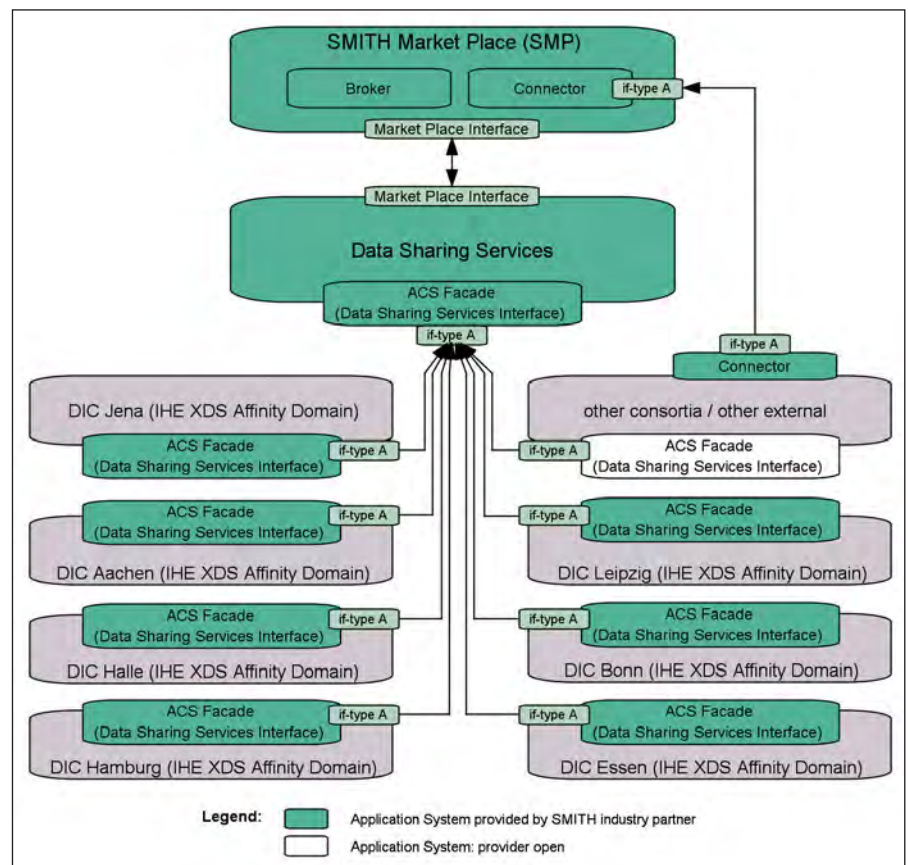 SMITH Market Place (SMP)
Broker
Connector
if-type A
Market Place Interface
Market Place Interface
Data Sharing Services
ACS Facade
(Data Sharing Services Interface)
if-type A
if-type A
Connector
DIC Jena (IHE XDS Affinity Domain)
ACS Facade
(Data Sharing Services Interface)
if-type A
other consortia / other external
if-type A
ACS Facade
(Data Sharing Services Interface)
ACS Facade
(Data Sharing Services Interface)
if-type A
DIC Aachen (IHE XDS Affinity Domain)
if-type A
ACS Facade
(Data Sharing Services Interface)
DIC Leipzig (IHE XDS Affinity Domain)
ACS Facade
(Data Sharing Services Interface)
if-type A
DIC Halle (IHE XDS Affinity Domain)
if-type A
ACS Facade
(Data Sharing Services Interface)
DIC Bonn (IHE XDS Affinity Domain)
ACS Facade
(Data Sharing Services Interface)
if-type A
DIC Hamburg (IHE XDS Affinity Domain)
if-type A
ACS Facade
(Data Sharing Services Interface)
DIC Essen (IHE XDS Affinity Domain)
Legend:
Application System provided by SMITH industry partner
Application System: provider open